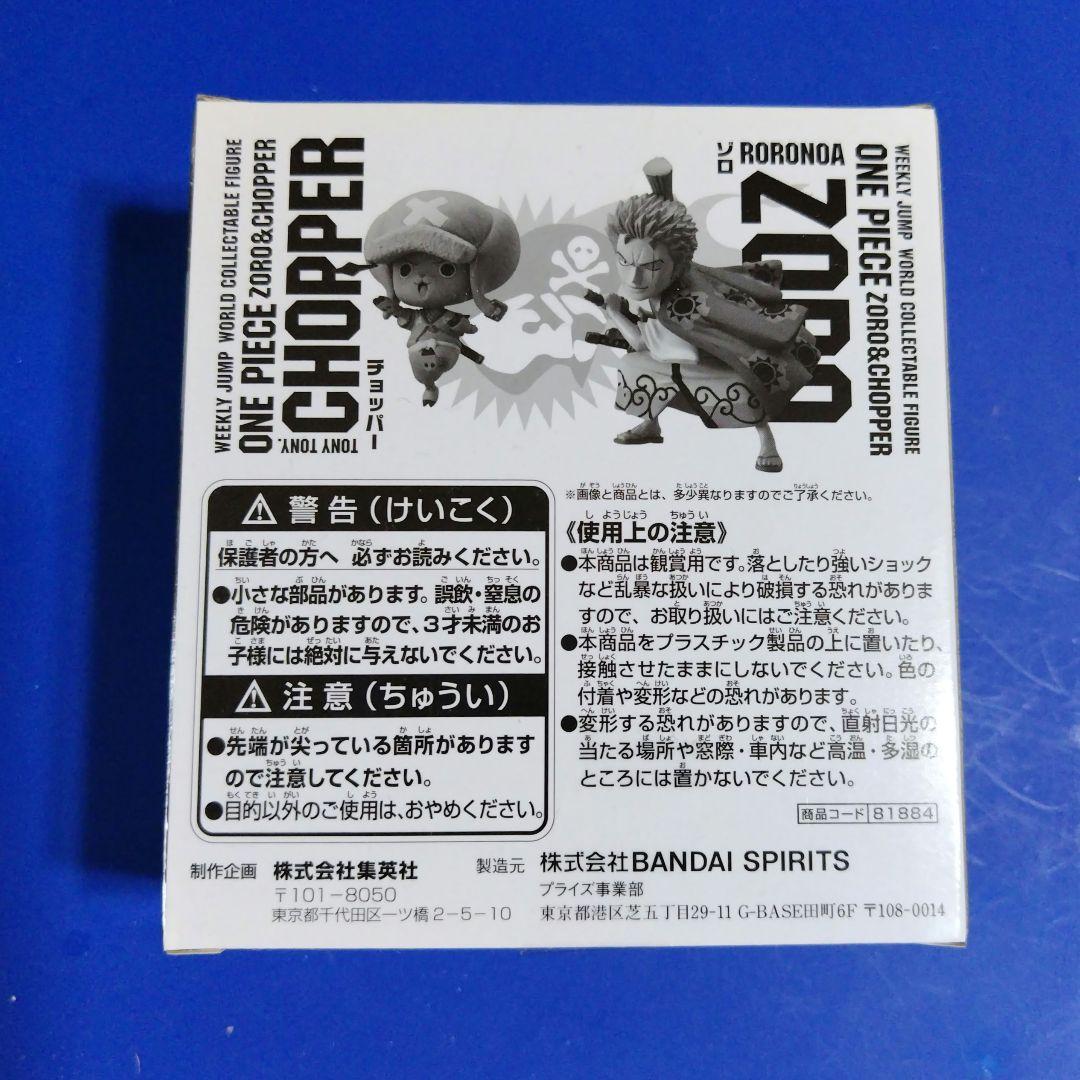 WEEKLY JUMP WORLD COLLECTABLE FIGURE
ONE PIECE ZORO&CHOPPER
TONY TONY.
CHOPPER
チョッパー
ゾロ
RORONOA
ZORO
ONE PIECE ZORO&CHOPPER
WEEKLY JUMP WORLD COLLECTABLE FIGURE
※画像と商品とは、多少異なりますのでご了承ください。
警告(けいこく)
保護者の方へ 必ずお読みください。
●小さな部品があります。誤飲・窒息の
危険がありますので、3才未満のお
子様には絶対に与えないでください。
注意(ちゅうい)
●先端が尖っている箇所があります
ので注意してください。
●目的以外のご使用は、おやめください。
《使用上の注意》
●本商品は観賞用です。落としたり強いショック
など乱暴な扱いにより破損する恐れがありま
すので、お取り扱いにはご注意ください。
●本商品をプラスチック製品の上に置いたり、
接触させたままにしないでください。色の
付着や変形などの恐れがあります。
●変形する恐れがありますので、直射日光の
当たる場所や窓際・車内など高温・多湿の
ところには置かないでください。
商品コード 81884
制作企画 株式会社集英社
〒101-8050
東京都千代田区一ツ橋2-5-10
製造元 株式会社BANDAI SPIRITS
プライズ事業部
東京都港区芝五丁目29-11 G-BASE田町6F 〒108-0014